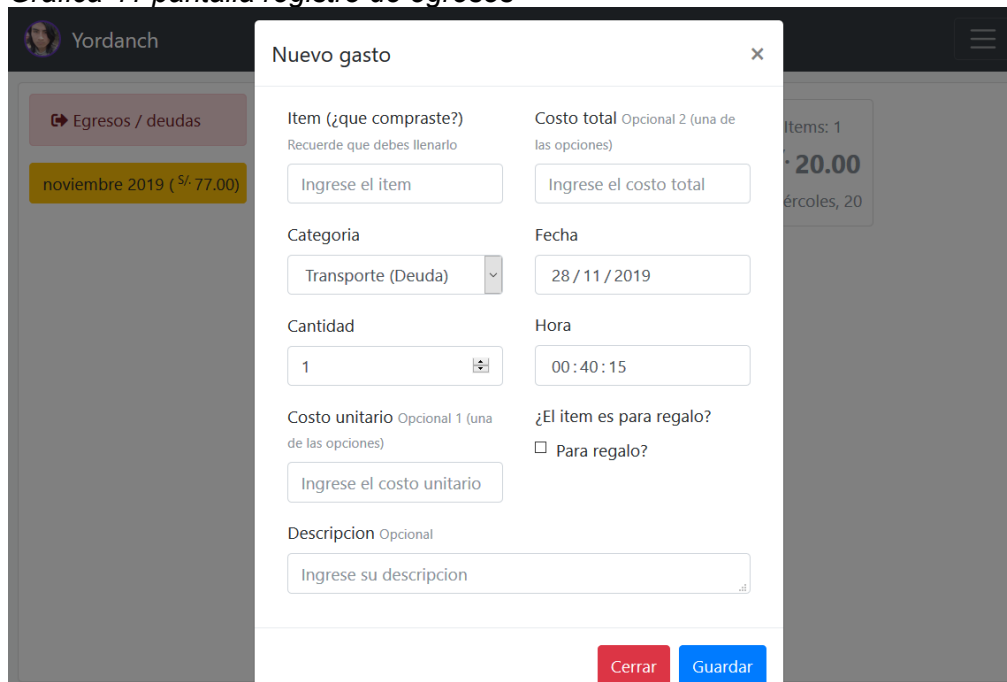 Yordanch
Egresos / deudas
noviembre 2019 ( S/. 77.00)
Nuevo gasto
×
Item (¿que compraste?)
Recuerde que debes llenarlo
Ingrese el item
Costo total Opcional 2 (una de
las opciones)
Ingrese el costo total
Categoria
Transporte (Deuda)
Fecha
28 / 11 / 2019
Cantidad
1
Hora
00 : 40 : 15
Costo unitario Opcional 1 (una
de las opciones)
Ingrese el costo unitario
¿El item es para regalo?
Para regalo?
Descripcion Opcional
Ingrese su descripcion
Cerrar
Guardar
Items: 1
20.00
ércoles, 20